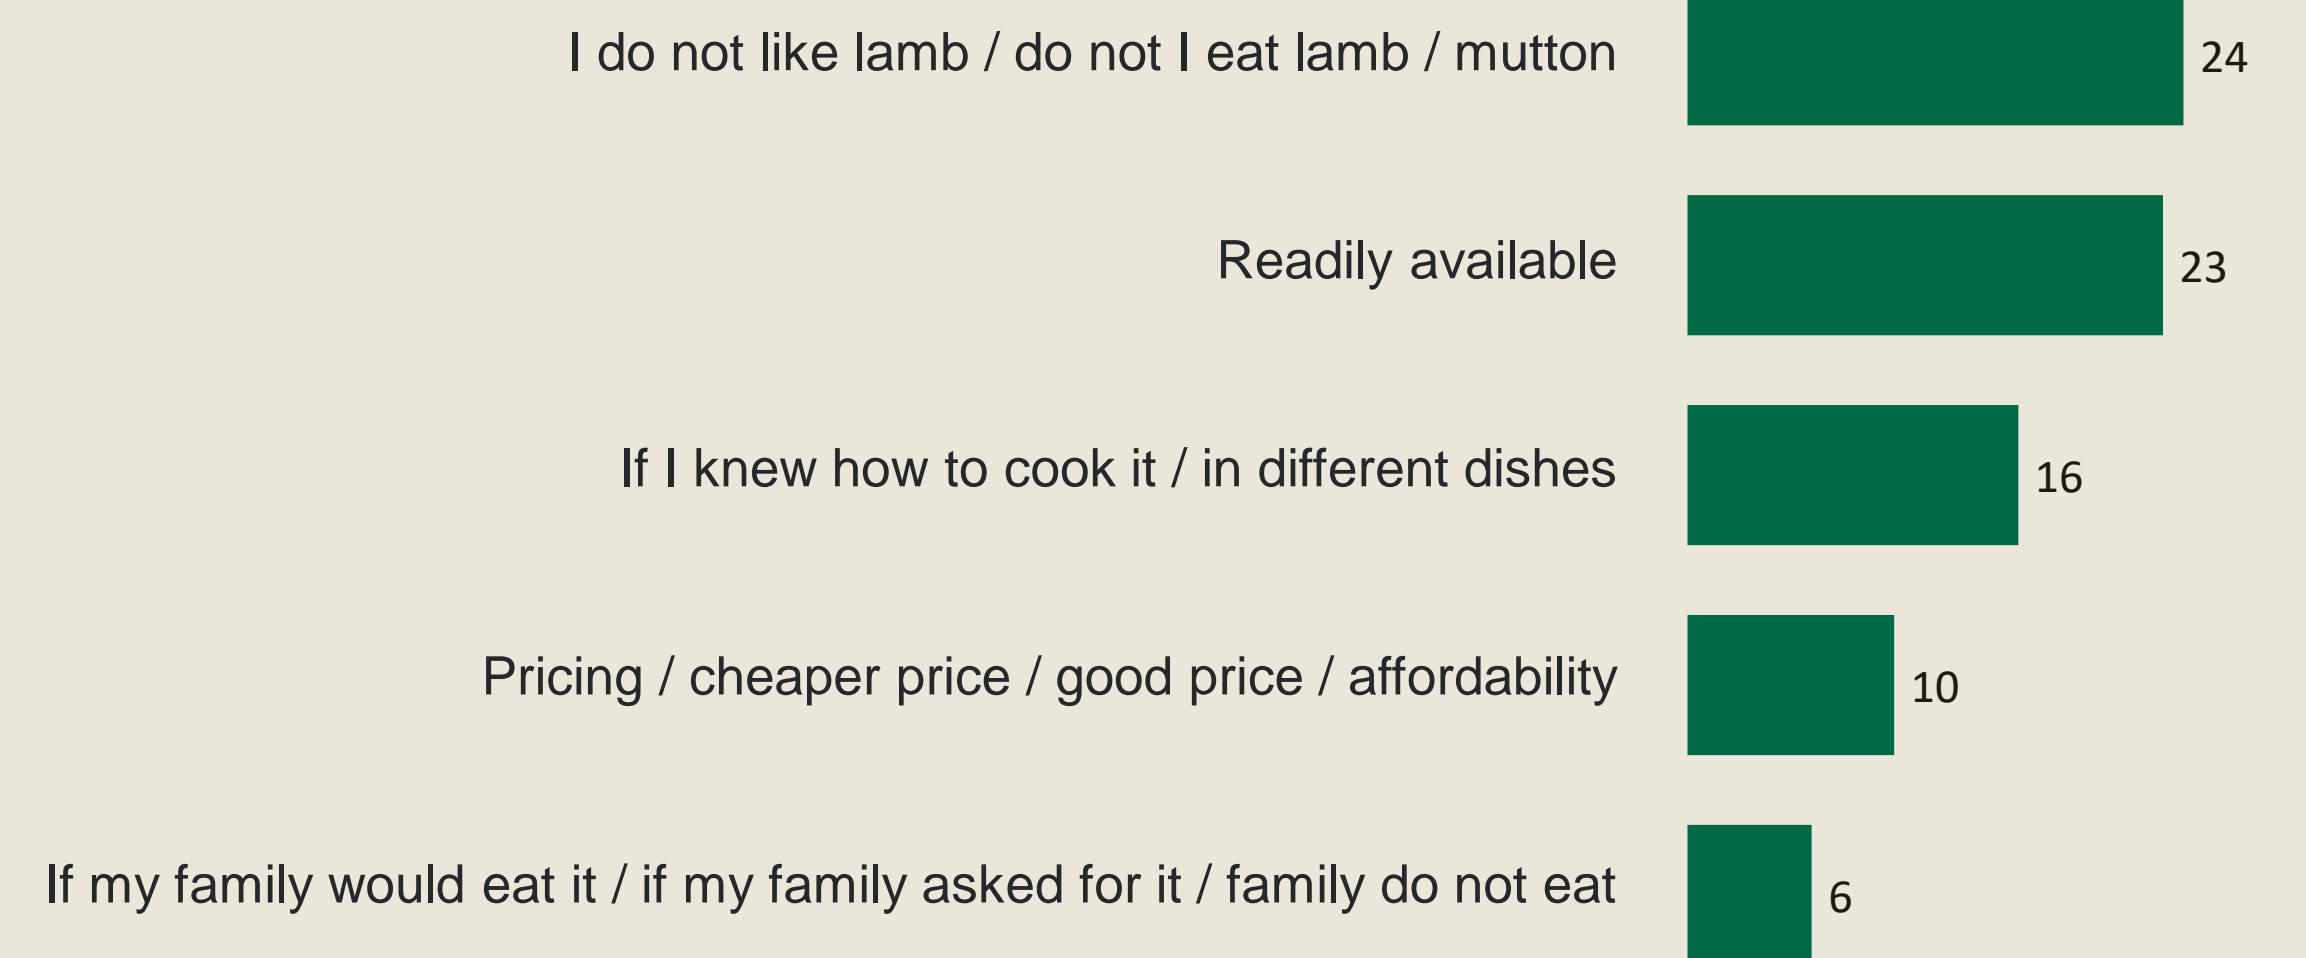 I do not like lamb / do not I eat lamb / mutton 24
Readily available 23
If I knew how to cook it / in different dishes 16
Pricing / cheaper price / good price / affordability 10
If my family would eat it / if my family asked for it / family do not eat 6